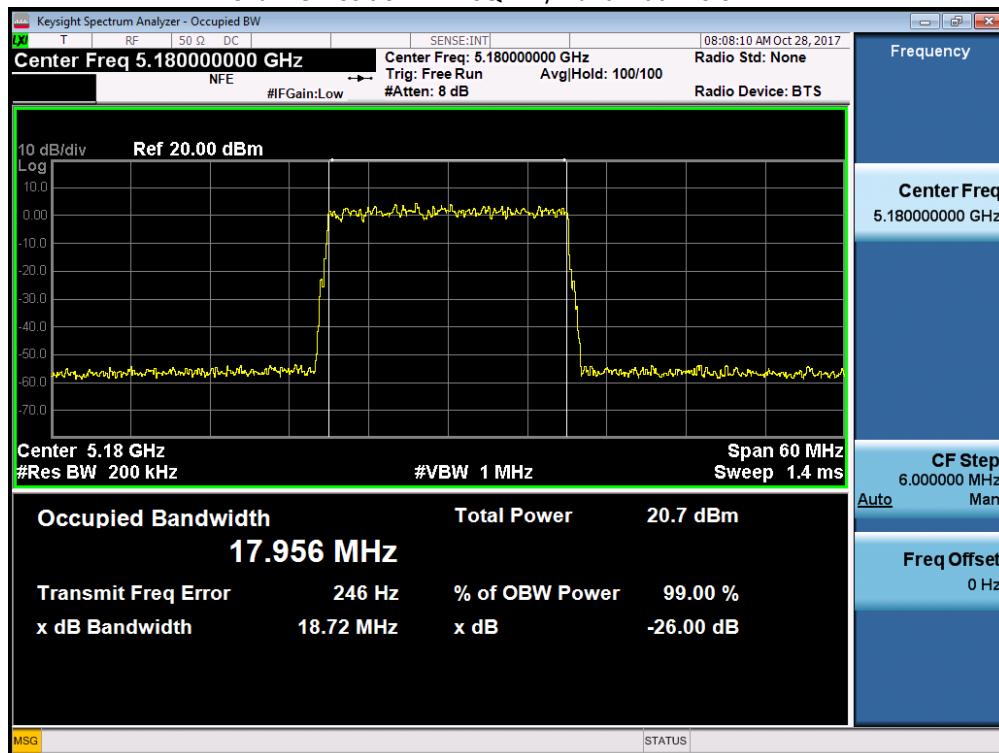 Keysight Spectrum Analyzer - Occupied BW
LXI T RF 50 Ω DC SENSE:INT 08:08:10 AM Oct 28, 2017
Center Freq 5.180000000 GHz
NFE
#IFGain:Low
Center Freq: 5.180000000 GHz
Trig: Free Run Avg|Hold: 100/100
#Atten: 8 dB
Radio Std: None
Radio Device: BTS
10 dB/div Ref 20.00 dBm
Log
10.0
0.00
-10.0
-20.0
-30.0
-40.0
-50.0
-60.0
-70.0
Center 5.18 GHz Span 60 MHz
#Res BW 200 kHz #VBW 1 MHz Sweep 1.4 ms
Occupied Bandwidth Total Power 20.7 dBm
17.956 MHz
Transmit Freq Error 246 Hz % of OBW Power 99.00 %
x dB Bandwidth 18.72 MHz x dB -26.00 dB
Frequency
Center Freq
5.180000000 GHz
CF Step
6.000000 MHz
Auto Man
Freq Offset
0 Hz
MSG STATUS